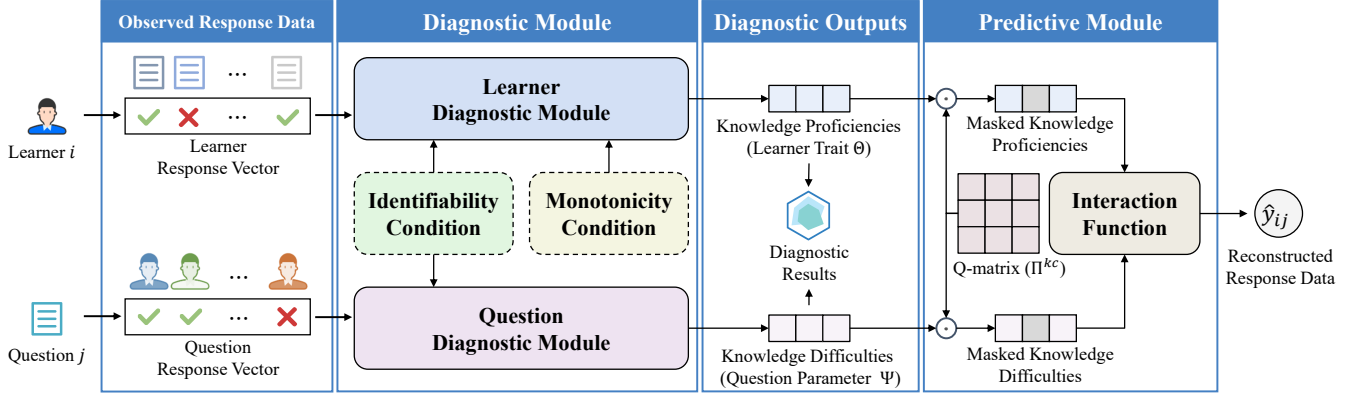 Observed Response Data
Diagnostic Module
Diagnostic Outputs
Predictive Module
Learner i
...
...
Learner
Response Vector
Learner
Diagnostic Module
Identifiability
Condition
Monotonicity
Condition
Knowledge Proficiencies
(Learner Trait Θ)
Diagnostic
Results
Masked Knowledge
Proficiencies
Q-matrix (Π^{kc})
Interaction
Function
ŷ_{ij}
Reconstructed
Response Data
Question j
...
...
Question
Response Vector
Question
Diagnostic Module
Knowledge Difficulties
(Question Parameter Ψ)
Masked Knowledge
Difficulties